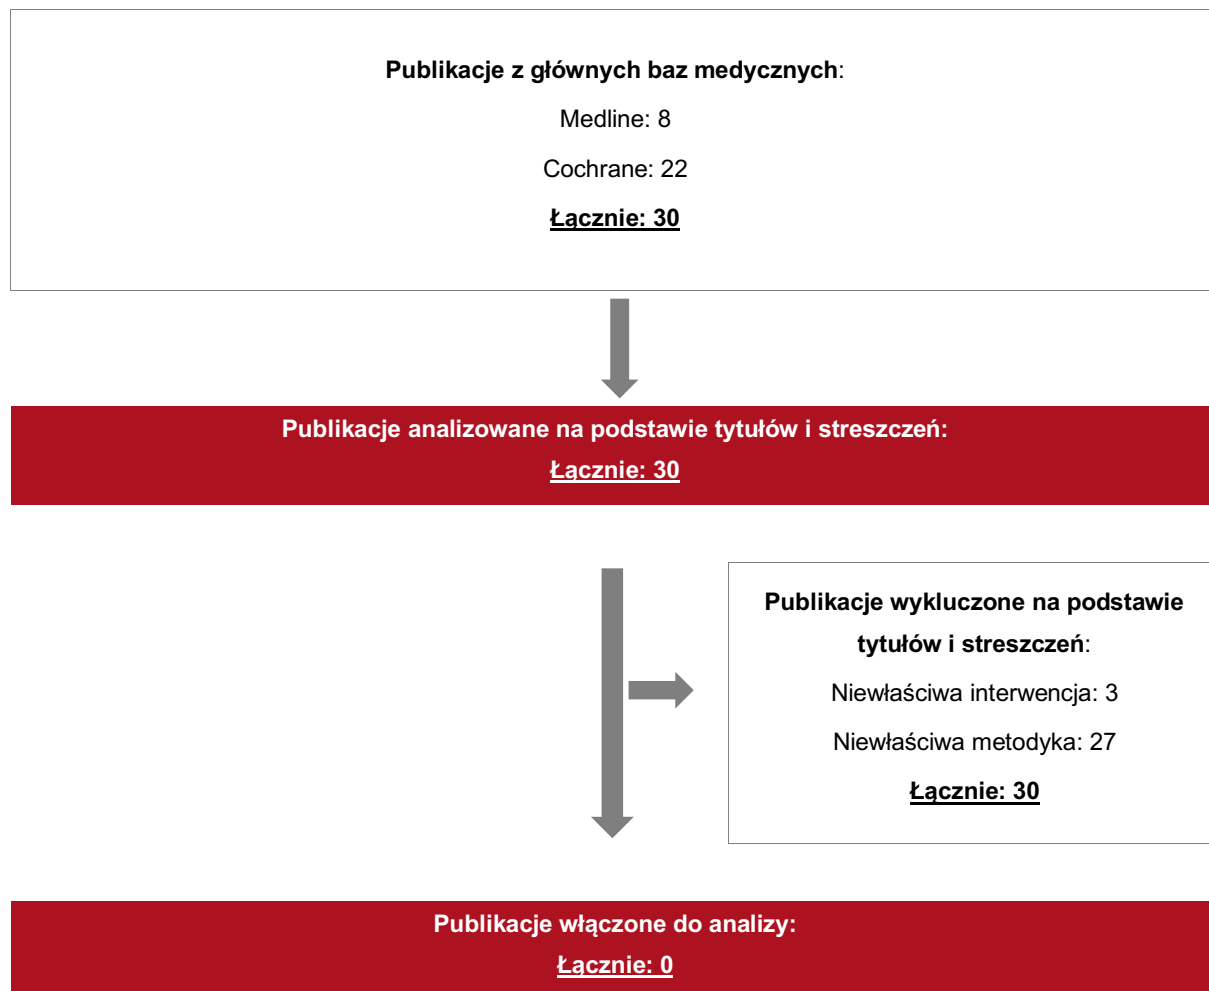 Publikacje z głównych baz medycznych:
Medline: 8
Cochrane: 22
Łącznie: 30
Publikacje analizowane na podstawie tytułów i streszczeń:
Łącznie: 30
Publikacje wykluczone na podstawie
tytułów i streszczeń:
Niewłaściwa interwencja: 3
Niewłaściwa metodyka: 27
Łącznie: 30
Publikacje włączone do analizy:
Łącznie: 0